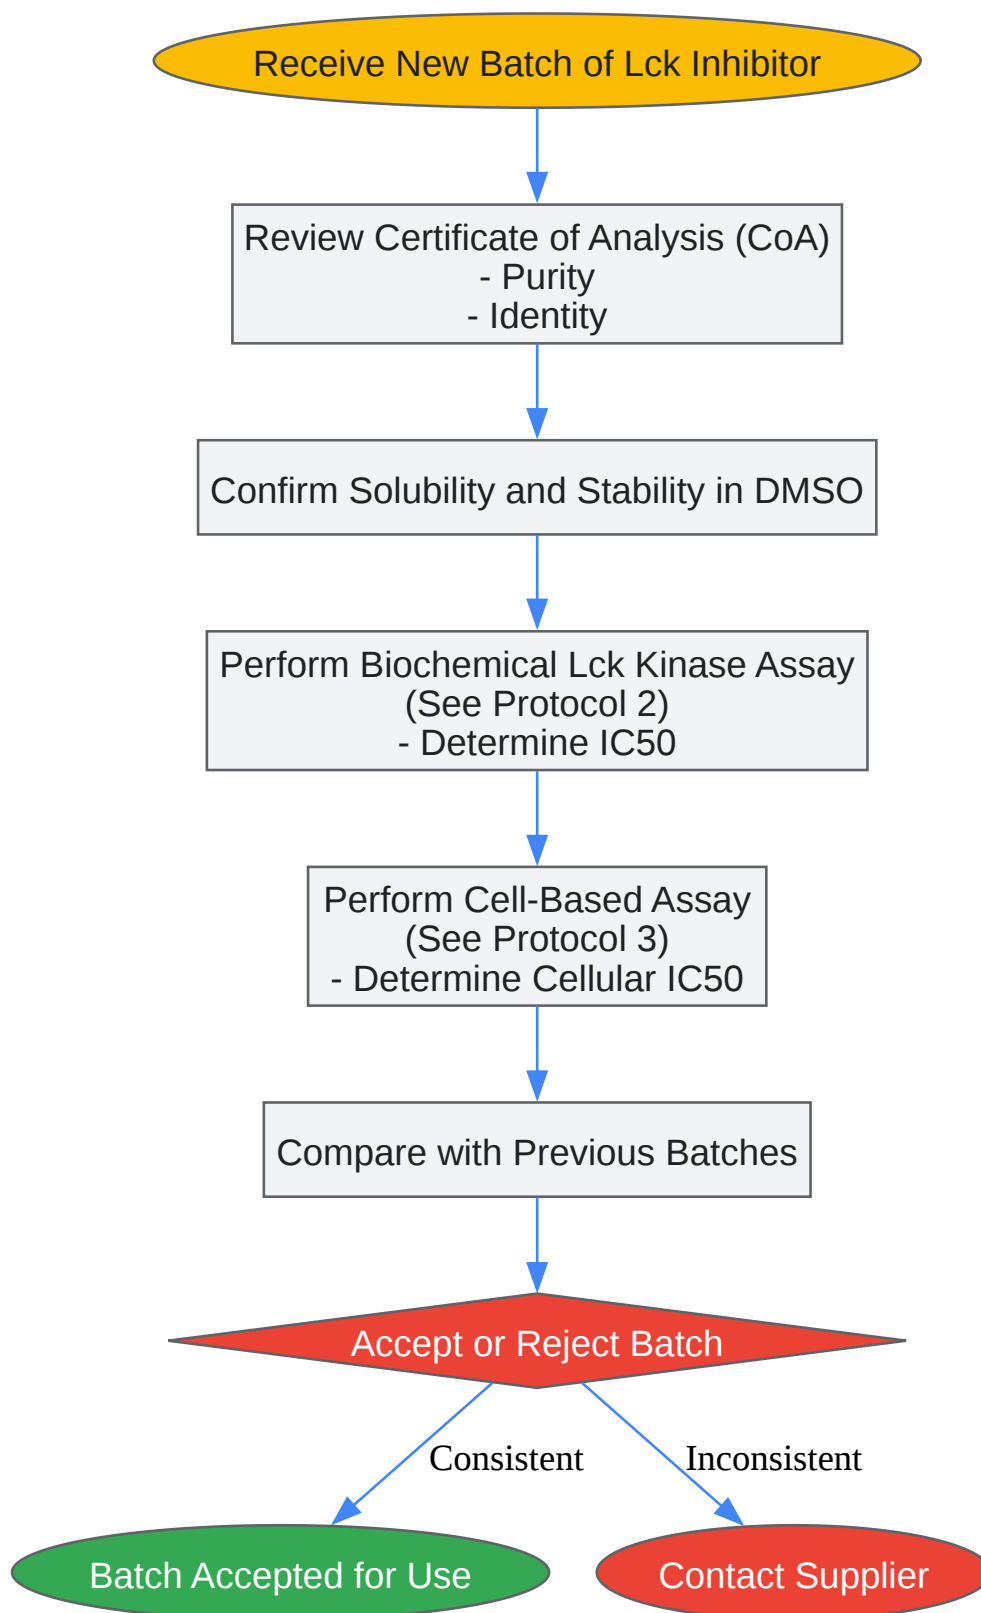 Receive New Batch of Lck Inhibitor
Review Certificate of Analysis (CoA)
- Purity
- Identity
Confirm Solubility and Stability in DMSO
Perform Biochemical Lck Kinase Assay
(See Protocol 2)
- Determine IC50
Perform Cell-Based Assay
(See Protocol 3)
- Determine Cellular IC50
Compare with Previous Batches
Accept or Reject Batch
Consistent
Inconsistent
Batch Accepted for Use
Contact Supplier